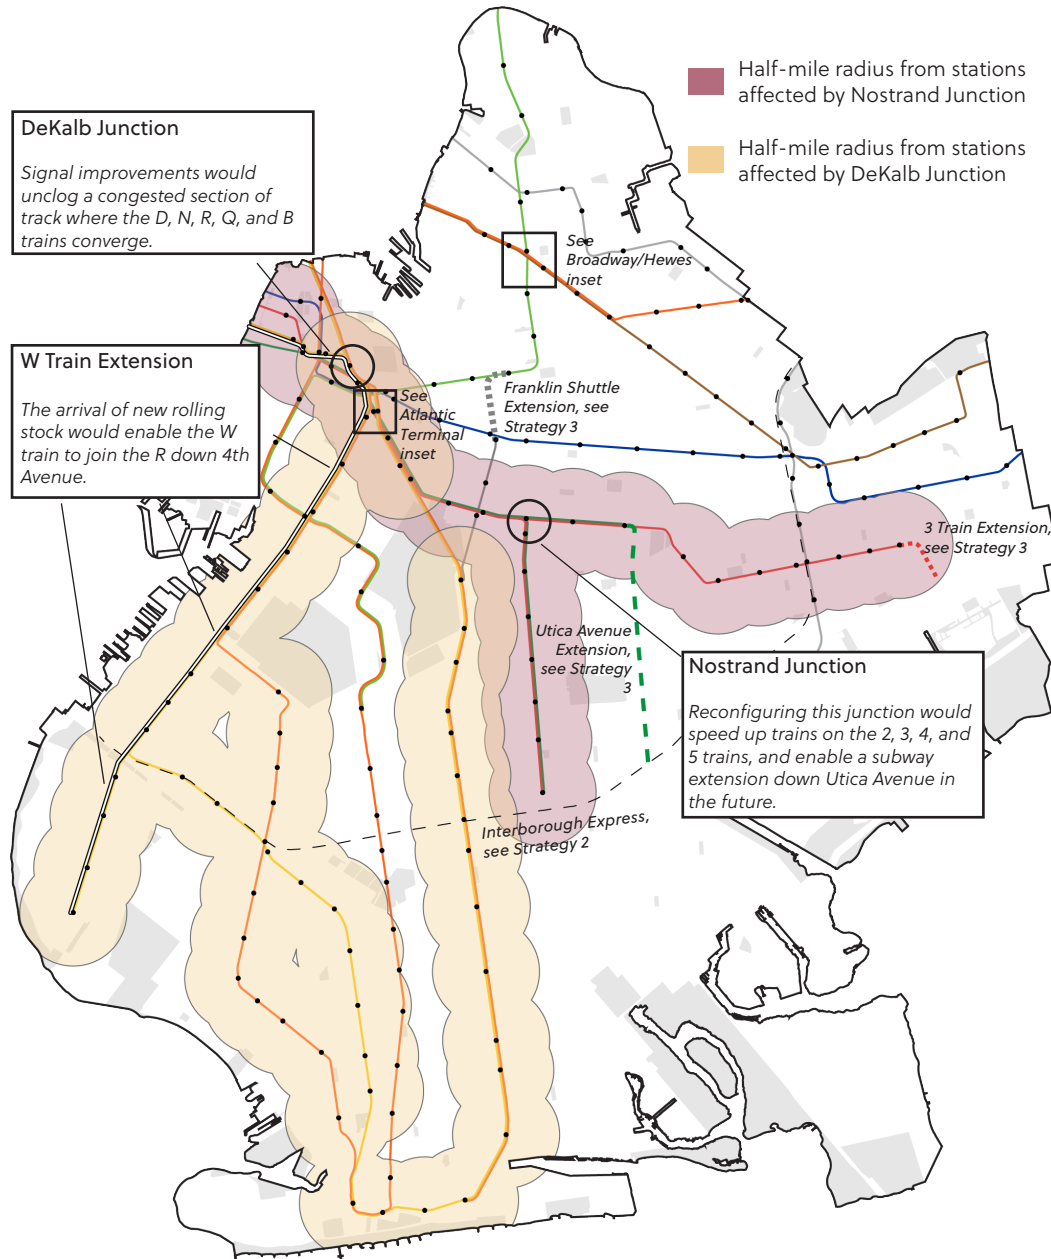 Half-mile radius from stations
affected by Nostrand Junction
Half-mile radius from stations
affected by DeKalb Junction
DeKalb Junction
Signal improvements would
unclog a congested section of
track where the D, N, R, Q, and B
trains converge.
See
Broadway/Hewes
inset
W Train Extension
The arrival of new rolling
stock would enable the W
train to join the R down 4th
Avenue.
See
Atlantic
Terminal
inset
Franklin Shuttle
Extension, see
Strategy 3
3 Train Extension,
see Strategy 3
Utica Avenue
Extension,
see Strategy
3
Nostrand Junction
Reconfiguring this junction would
speed up trains on the 2, 3, 4, and
5 trains, and enable a subway
extension down Utica Avenue in
the future.
Interborough Express,
see Strategy 2